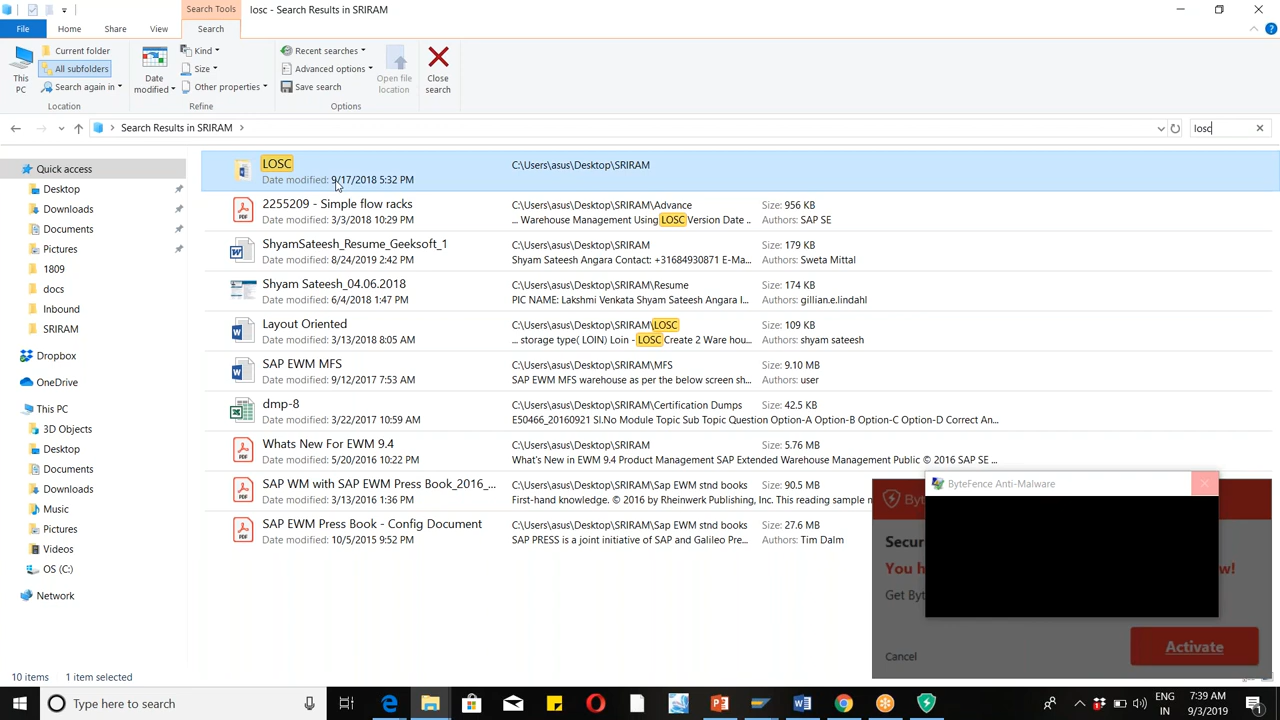 Search Tools
losc - Search Results in SRIRAM
File
Home
Share
View
Search
This PC
Current folder
All subfolders
Search again in
Location
Date modified
Kind
Size
Other properties
Refine
Recent searches
Advanced options
Save search
Open file location
Options
Close search
Search Results in SRIRAM
losc
Quick access
Desktop
Downloads
Documents
Pictures
1809
docs
Inbound
SRIRAM
Dropbox
OneDrive
This PC
3D Objects
Desktop
Documents
Downloads
Music
Pictures
Videos
OS (C:)
Network
LOSC
C:\Users\asus\Desktop\SRIRAM
Date modified: 9/17/2018 5:32 PM
2255209 - Simple flow racks
C:\Users\asus\Desktop\SRIRAM\Advance
Size: 956 KB
Date modified: 3/3/2018 10:29 PM
... Warehouse Management Using LOSC Version Date ..
Authors: SAP SE
ShyamSateesh_Resume_Geeksoft_1
C:\Users\asus\Desktop\SRIRAM
Size: 179 KB
Date modified: 8/24/2019 2:42 PM
Shyam Sateesh Angara Contact: +31684930871 E-Ma...
Authors: Sweta Mittal
Shyam Sateesh_04.06.2018
C:\Users\asus\Desktop\SRIRAM\Resume
Size: 174 KB
Date modified: 6/4/2018 1:47 PM
PIC NAME: Lakshmi Venkata Shyam Sateesh Angara I...
Authors: gillian.e.lindahl
Layout Oriented
C:\Users\asus\Desktop\SRIRAM\LOSC
Size: 109 KB
Date modified: 3/13/2018 8:05 AM
... storage type( LOIN) Loin - LOSC Create 2 Ware hou...
Authors: shyam sateesh
SAP EWM MFS
C:\Users\asus\Desktop\SRIRAM\MFS
Size: 9.10 MB
Date modified: 9/12/2017 7:53 AM
SAP EWM MFS warehouse as per the below screen sh...
Authors: user
dmp-8
C:\Users\asus\Desktop\SRIRAM\Certification Dumps
Size: 42.5 KB
Date modified: 3/22/2017 10:59 AM
E50466_20160921 Sl.No Module Topic Sub Topic Question Option-A Option-B Option-C Option-D Correct An...
Whats New For EWM 9.4
C:\Users\asus\Desktop\SRIRAM
Size: 5.76 MB
Date modified: 5/20/2016 10:22 PM
What's New in EWM 9.4 Product Management SAP Extended Warehouse Management Public © 2016 SAP SE ...
SAP WM with SAP EWM Press Book_2016_...
C:\Users\asus\Desktop\SRIRAM\Sap EWM stnd books
Size: 90.5 MB
Date modified: 3/13/2016 1:36 PM
First-hand knowledge. © 2016 by Rheinwerk Publishing, Inc. This reading sample m
SAP EWM Press Book - Config Document
C:\Users\asus\Desktop\SRIRAM\Sap EWM stnd books
Size: 27.6 MB
Date modified: 10/5/2015 9:52 PM
SAP PRESS is a joint initiative of SAP and Galileo Pre...
Authors: Tim Dalm
ByteFence Anti-Malware
Byt
Secur
You h
w!
Get Byt
Cancel
Activate
10 items
1 item selected
Type here to search
ENG
IN
7:39 AM
9/3/2019
1